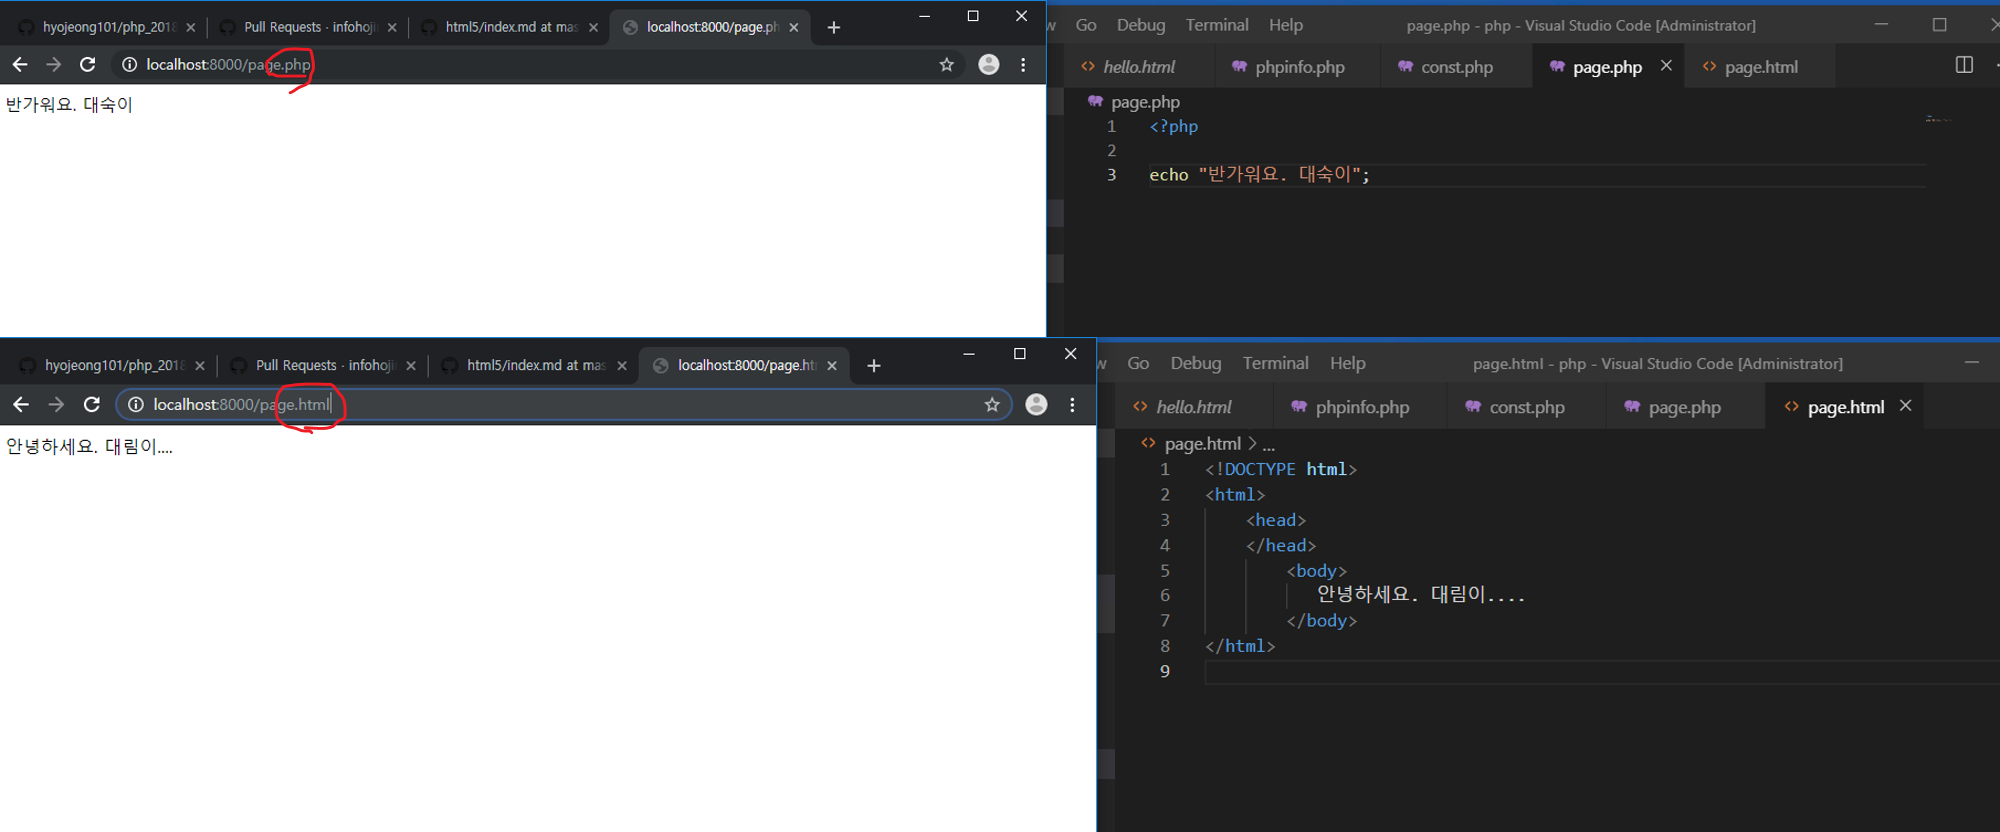 hyojeong101/php_2018
Pull Requests · infohoji
html5/index.md at mas
localhost:8000/page.ph
localhost:8000/page.php
반가워요. 대숙이
w Go Debug Terminal Help
page.php - php - Visual Studio Code [Administrator]
hello.html
phpinfo.php
const.php
page.php
page.html
page.php
1 <?php
2
3 echo "반가워요. 대숙이";
hyojeong101/php_2018
Pull Requests · infohoji
html5/index.md at mas
localhost:8000/page.ht
localhost:8000/page.html
안녕하세요. 대림이....
w Go Debug Terminal Help
page.html - php - Visual Studio Code [Administrator]
hello.html
phpinfo.php
const.php
page.php
page.html
page.html > ...
1 <!DOCTYPE html>
2 <html>
3 <head>
4 </head>
5 <body>
6 안녕하세요. 대림이....
7 </body>
8 </html>
9